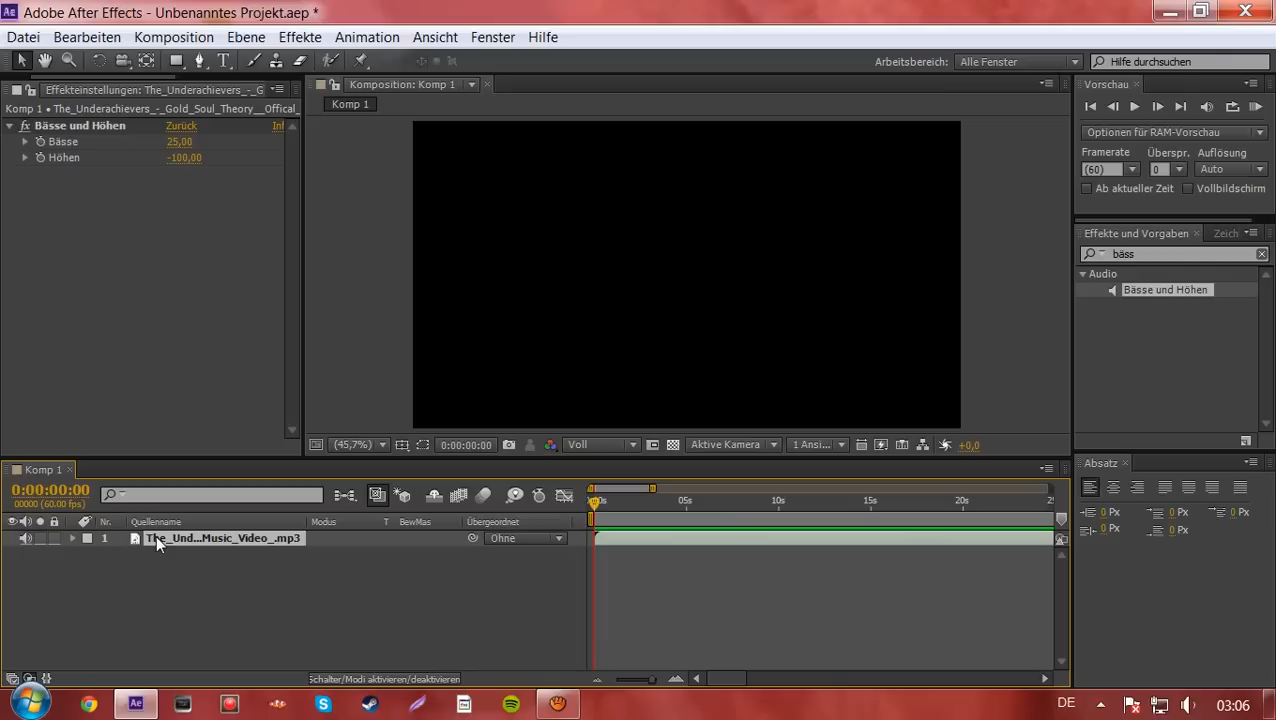 Adobe After Effects - Unbenanntes Projekt.aep *
Datei Bearbeiten Komposition Ebene Effekte Animation Ansicht Fenster Hilfe
Arbeitsbereich: Alle Fenster Hilfe durchsuchen
Effekteinstellungen: The_Underachievers_-_G
Komposition: Komp 1
Vorschau
Komp 1 • The_Underachievers_-_Gold_Soul_Theory__Offical_
Komp 1
fx Bässe und Höhen Zurück Inf
Bässe 25,00
Höhen -100,00
Optionen für RAM-Vorschau
Framerate Überspr. Auflösung
(60) 0 Auto
Ab aktueller Zeit Vollbildschirm
Effekte und Vorgaben Zeich
bäss
Audio
Bässe und Höhen
(45,7%) 0:00:00:00 Voll Aktive Kamera 1 Ansi... +0,0
Komp 1
Absatz
0:00:00:00
00000 (60.00 fps)
00s 05s 10s 15s 20s 25
Nr. Quellenname Modus T BewMas Übergeordnet
1 The_Und...Music_Video_.mp3 Ohne
0 Px 0 Px 0 Px
0 Px 0 Px
Schalter/Modi aktivieren/deaktivieren
Ae
DE 03:06